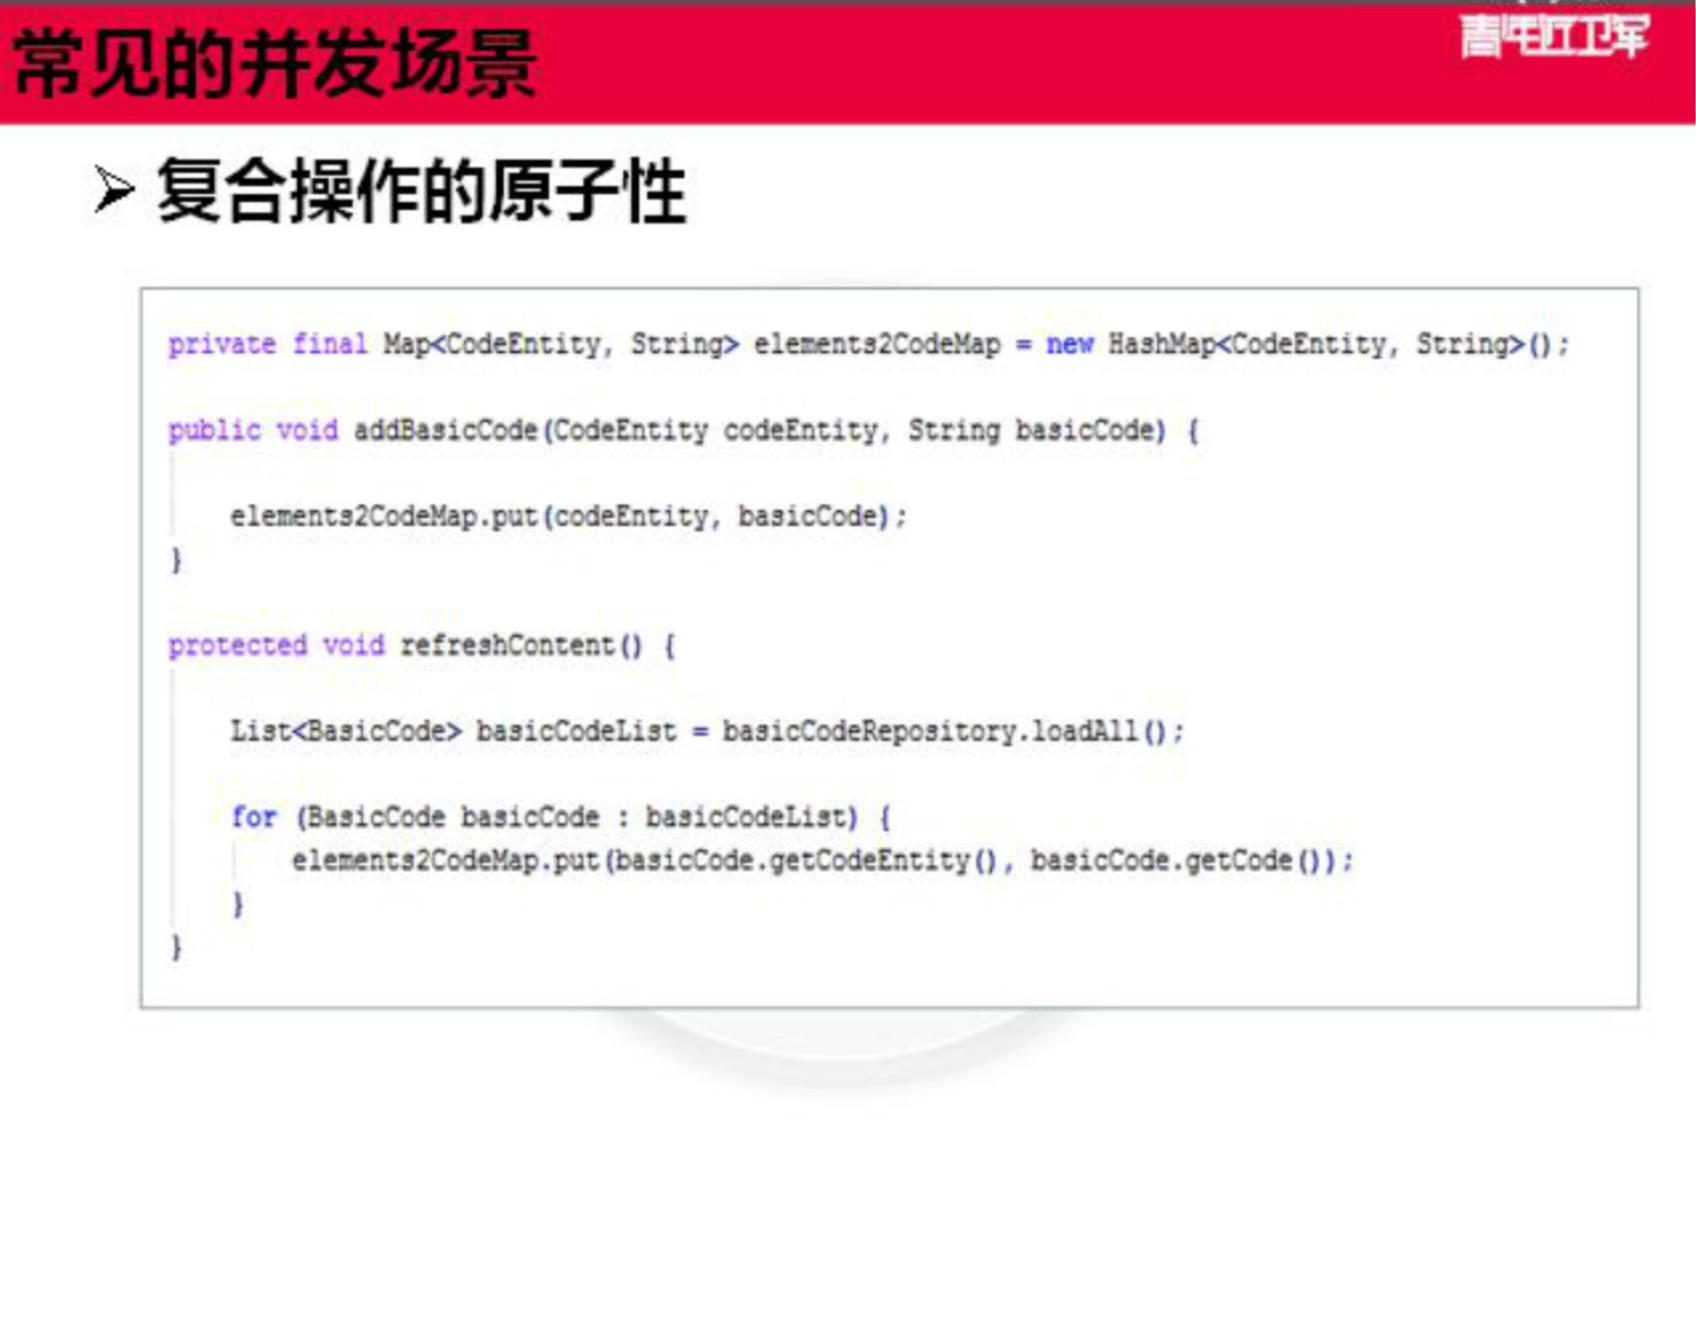 常见的并发场景
青年近卫军
复合操作的原子性
private final Map<CodeEntity, String> elements2CodeMap = new HashMap<CodeEntity, String>();
public void addBasicCode(CodeEntity codeEntity, String basicCode) {
elements2CodeMap.put(codeEntity, basicCode);
}
protected void refreshContent() {
List<BasicCode> basicCodeList = basicCodeRepository.loadAll();
for (BasicCode basicCode : basicCodeList) {
elements2CodeMap.put(basicCode.getCodeEntity(), basicCode.getCode());
}
}